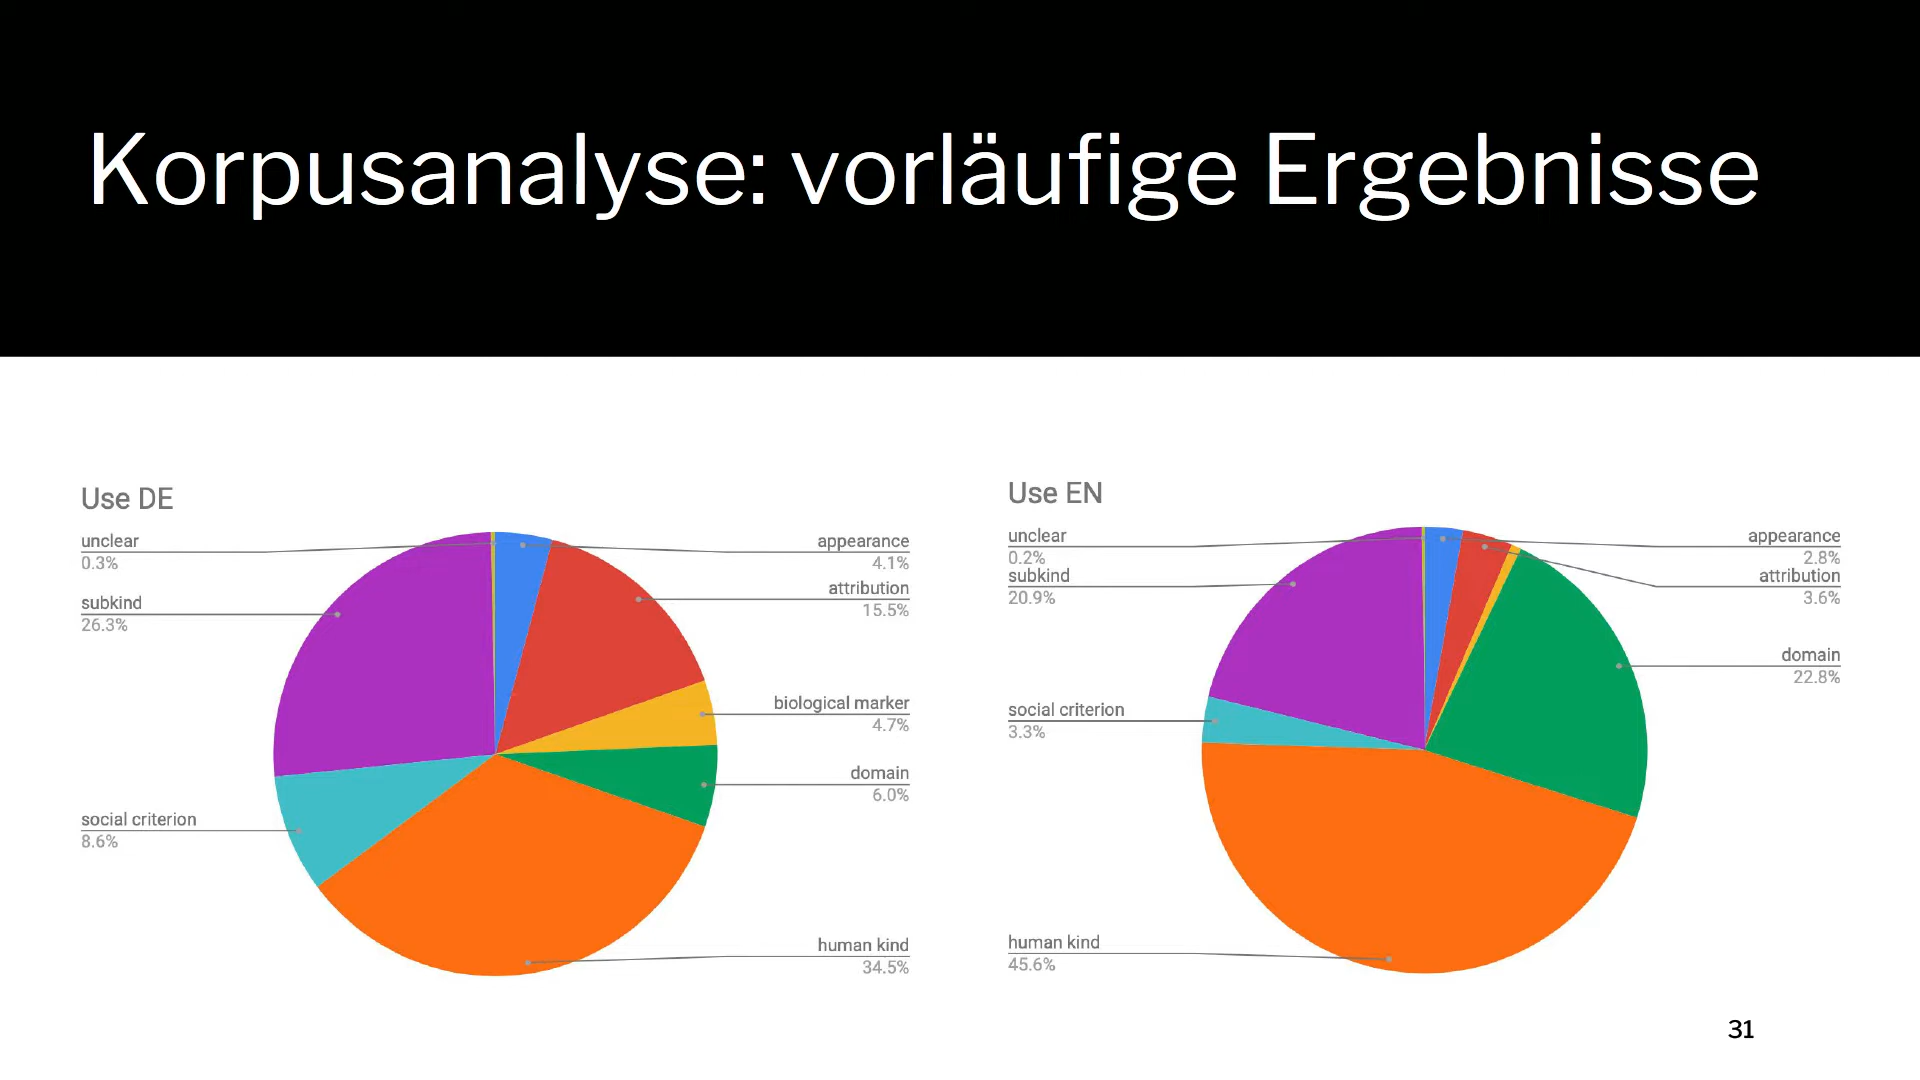 Korpusanalyse: vorläufige Ergebnisse
Use DE
unclear
0.3%
subkind
26.3%
social criterion
8.6%
appearance
4.1%
attribution
15.5%
biological marker
4.7%
domain
6.0%
human kind
34.5%
Use EN
unclear
0.2%
subkind
20.9%
social criterion
3.3%
human kind
45.6%
appearance
2.8%
attribution
3.6%
domain
22.8%
31